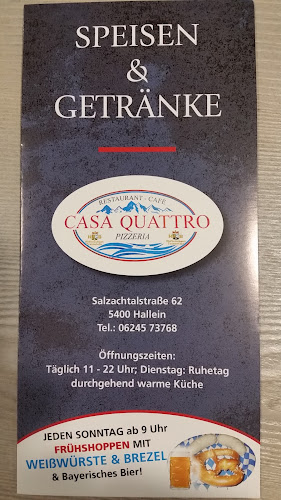 SPEISEN
&
GETRÄNKE
RESTAURANT - CAFE
CASA QUATTRO
PIZZERIA
Salzachtalstraße 62
5400 Hallein
Tel.: 06245 73768
Öffnungszeiten:
Täglich 11 - 22 Uhr; Dienstag: Ruhetag
durchgehend warme Küche
JEDEN SONNTAG ab 9 Uhr
FRÜHSHOPPEN MIT
WEIßWÜRSTE & BREZEL
& Bayerisches Bier!